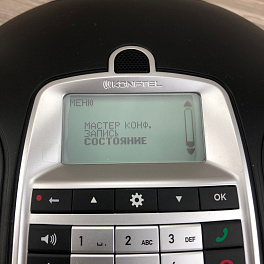 KONFTEL
МЕНЮ
МАСТЕР КОНФ.
ЗАПИСЬ
СОСТОЯНИЕ
OK
1
2 ABC
3 DEF